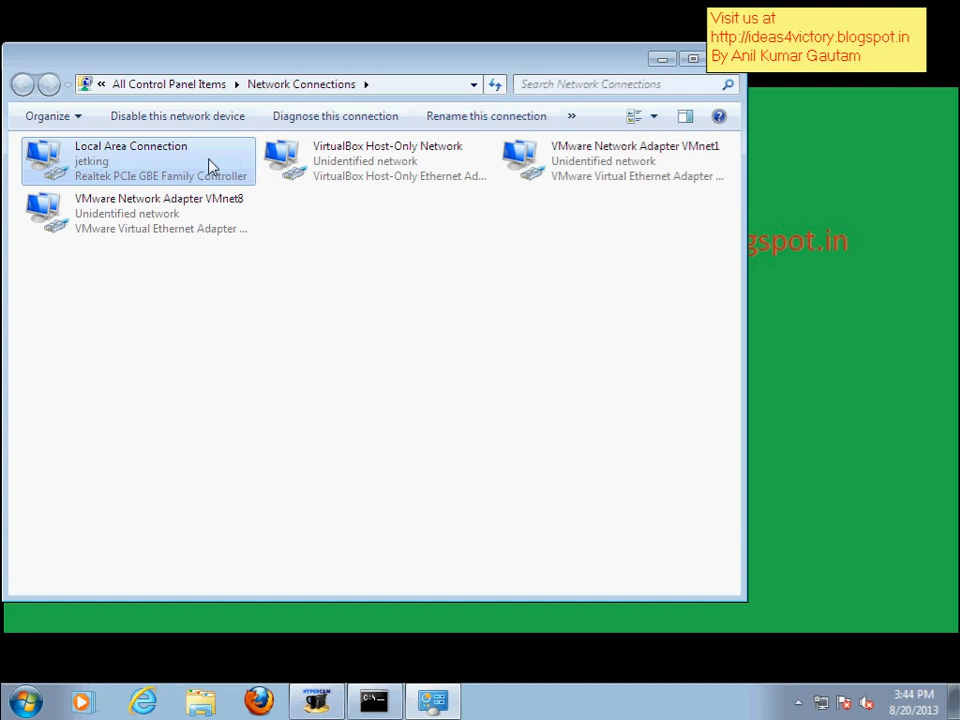 Visit us at
http://ideas4victory.blogspot.in
By Anil Kumar Gautam
« All Control Panel Items Network Connections
Search Network Connections
Organize Disable this network device Diagnose this connection Rename this connection »
Local Area Connection
jetking
Realtek PCIe GBE Family Controller
VirtualBox Host-Only Network
Unidentified network
VirtualBox Host-Only Ethernet Ad...
VMware Network Adapter VMnet1
Unidentified network
VMware Virtual Ethernet Adapter ...
VMware Network Adapter VMnet8
Unidentified network
VMware Virtual Ethernet Adapter ...
gspot.in
HYPERCAM
C:\-
3:44 PM
8/20/2013